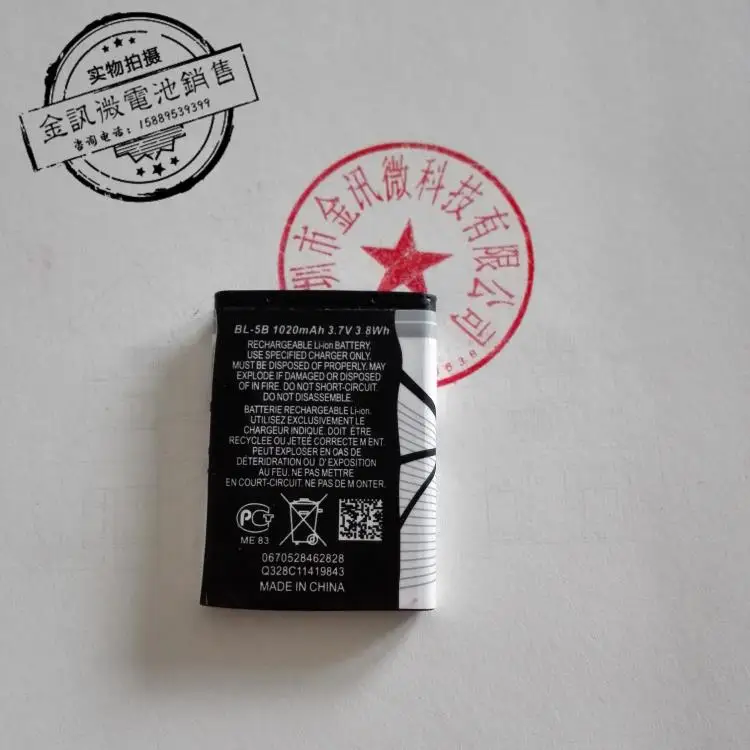 实物拍摄
金訊微電池銷售
咨询电话：15889539399
圳市金讯微科技有限公司
BL-5B 1020mAh 3.7V 3.8Wh
RECHARGEABLE Li-ion BATTERY,
USE SPECIFIED CHARGER ONLY.
MUST BE DISPOSED OF PROPERLY. MAY
EXPLODE IF DAMAGED OR DISPOSED
OF IN FIRE. DO NOT SHORT-CIRCUIT.
DO NOT DISASSEMBLE.
BATTERIE RECHARGEABLE Li-ion.
UTILISEZ EXCLUSIVEMENT LE
CHARGEUR INDIQUÉ. DOIT ÉTRE
RECYCLEE OU JETEÉ CORRECTE M ENT.
PEUT EXPLOSER EN CAS DE
DÉTERIDRATION OU D'EXPOSITION
AU FEU. NE PAS METTRE
EN COURT-CIRCUIT. NE PAS DE M ONTER.
PCT
ME 83
0670528462828
Q328C11419843
MADE IN CHINA